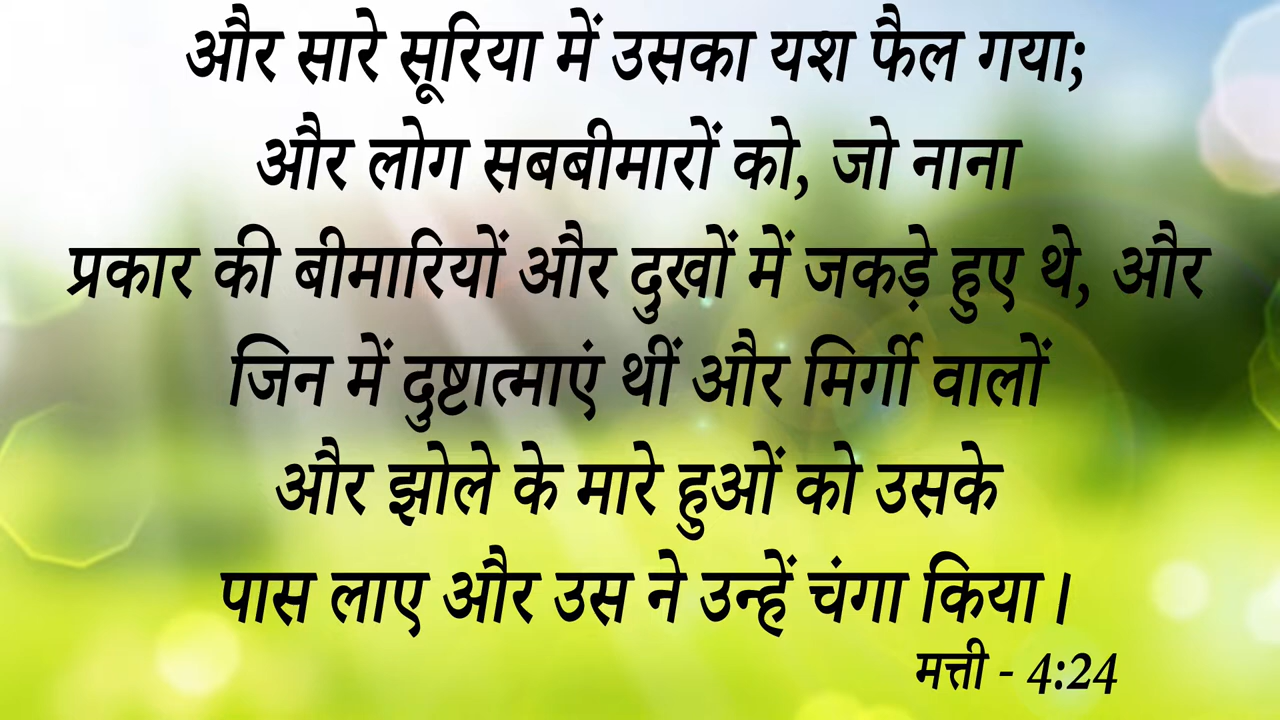 और सारे सूरिया में उसका यश फैल गया;
और लोग सबबीमारों को, जो नाना
प्रकार की बीमारियों और दुखों में जकड़े हुए थे, और
जिन में दुष्टात्माएं थीं और मिर्गी वालों
और झोले के मारे हुओं को उसके
पास लाए और उस ने उन्हें चंगा किया।
मत्ती - 4:24